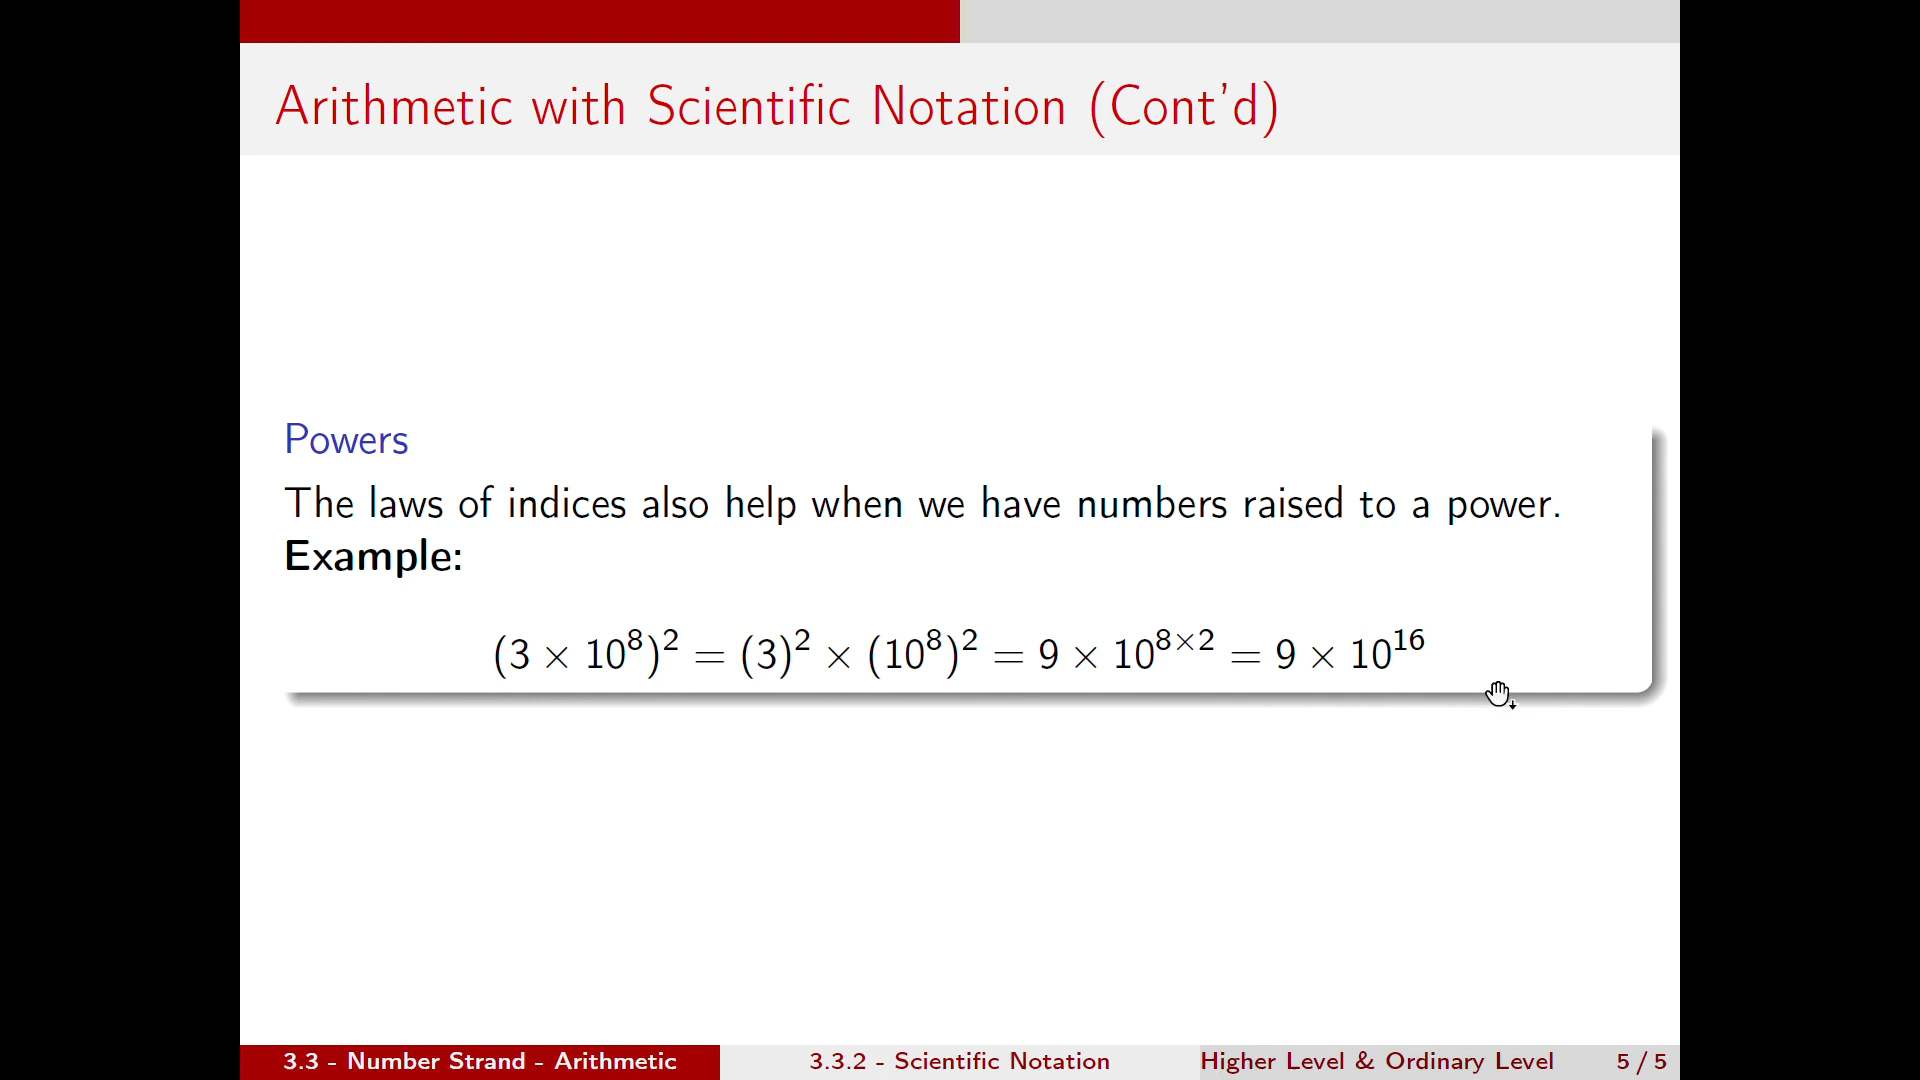 Arithmetic with Scientific Notation (Cont'd)
Powers
The laws of indices also help when we have numbers raised to a power.
Example:
(3 × 10⁸)² = (3)² × (10⁸)² = 9 × 10⁸ˣ² = 9 × 10¹⁶
3.3 - Number Strand - Arithmetic 3.3.2 - Scientific Notation Higher Level & Ordinary Level 5 / 5